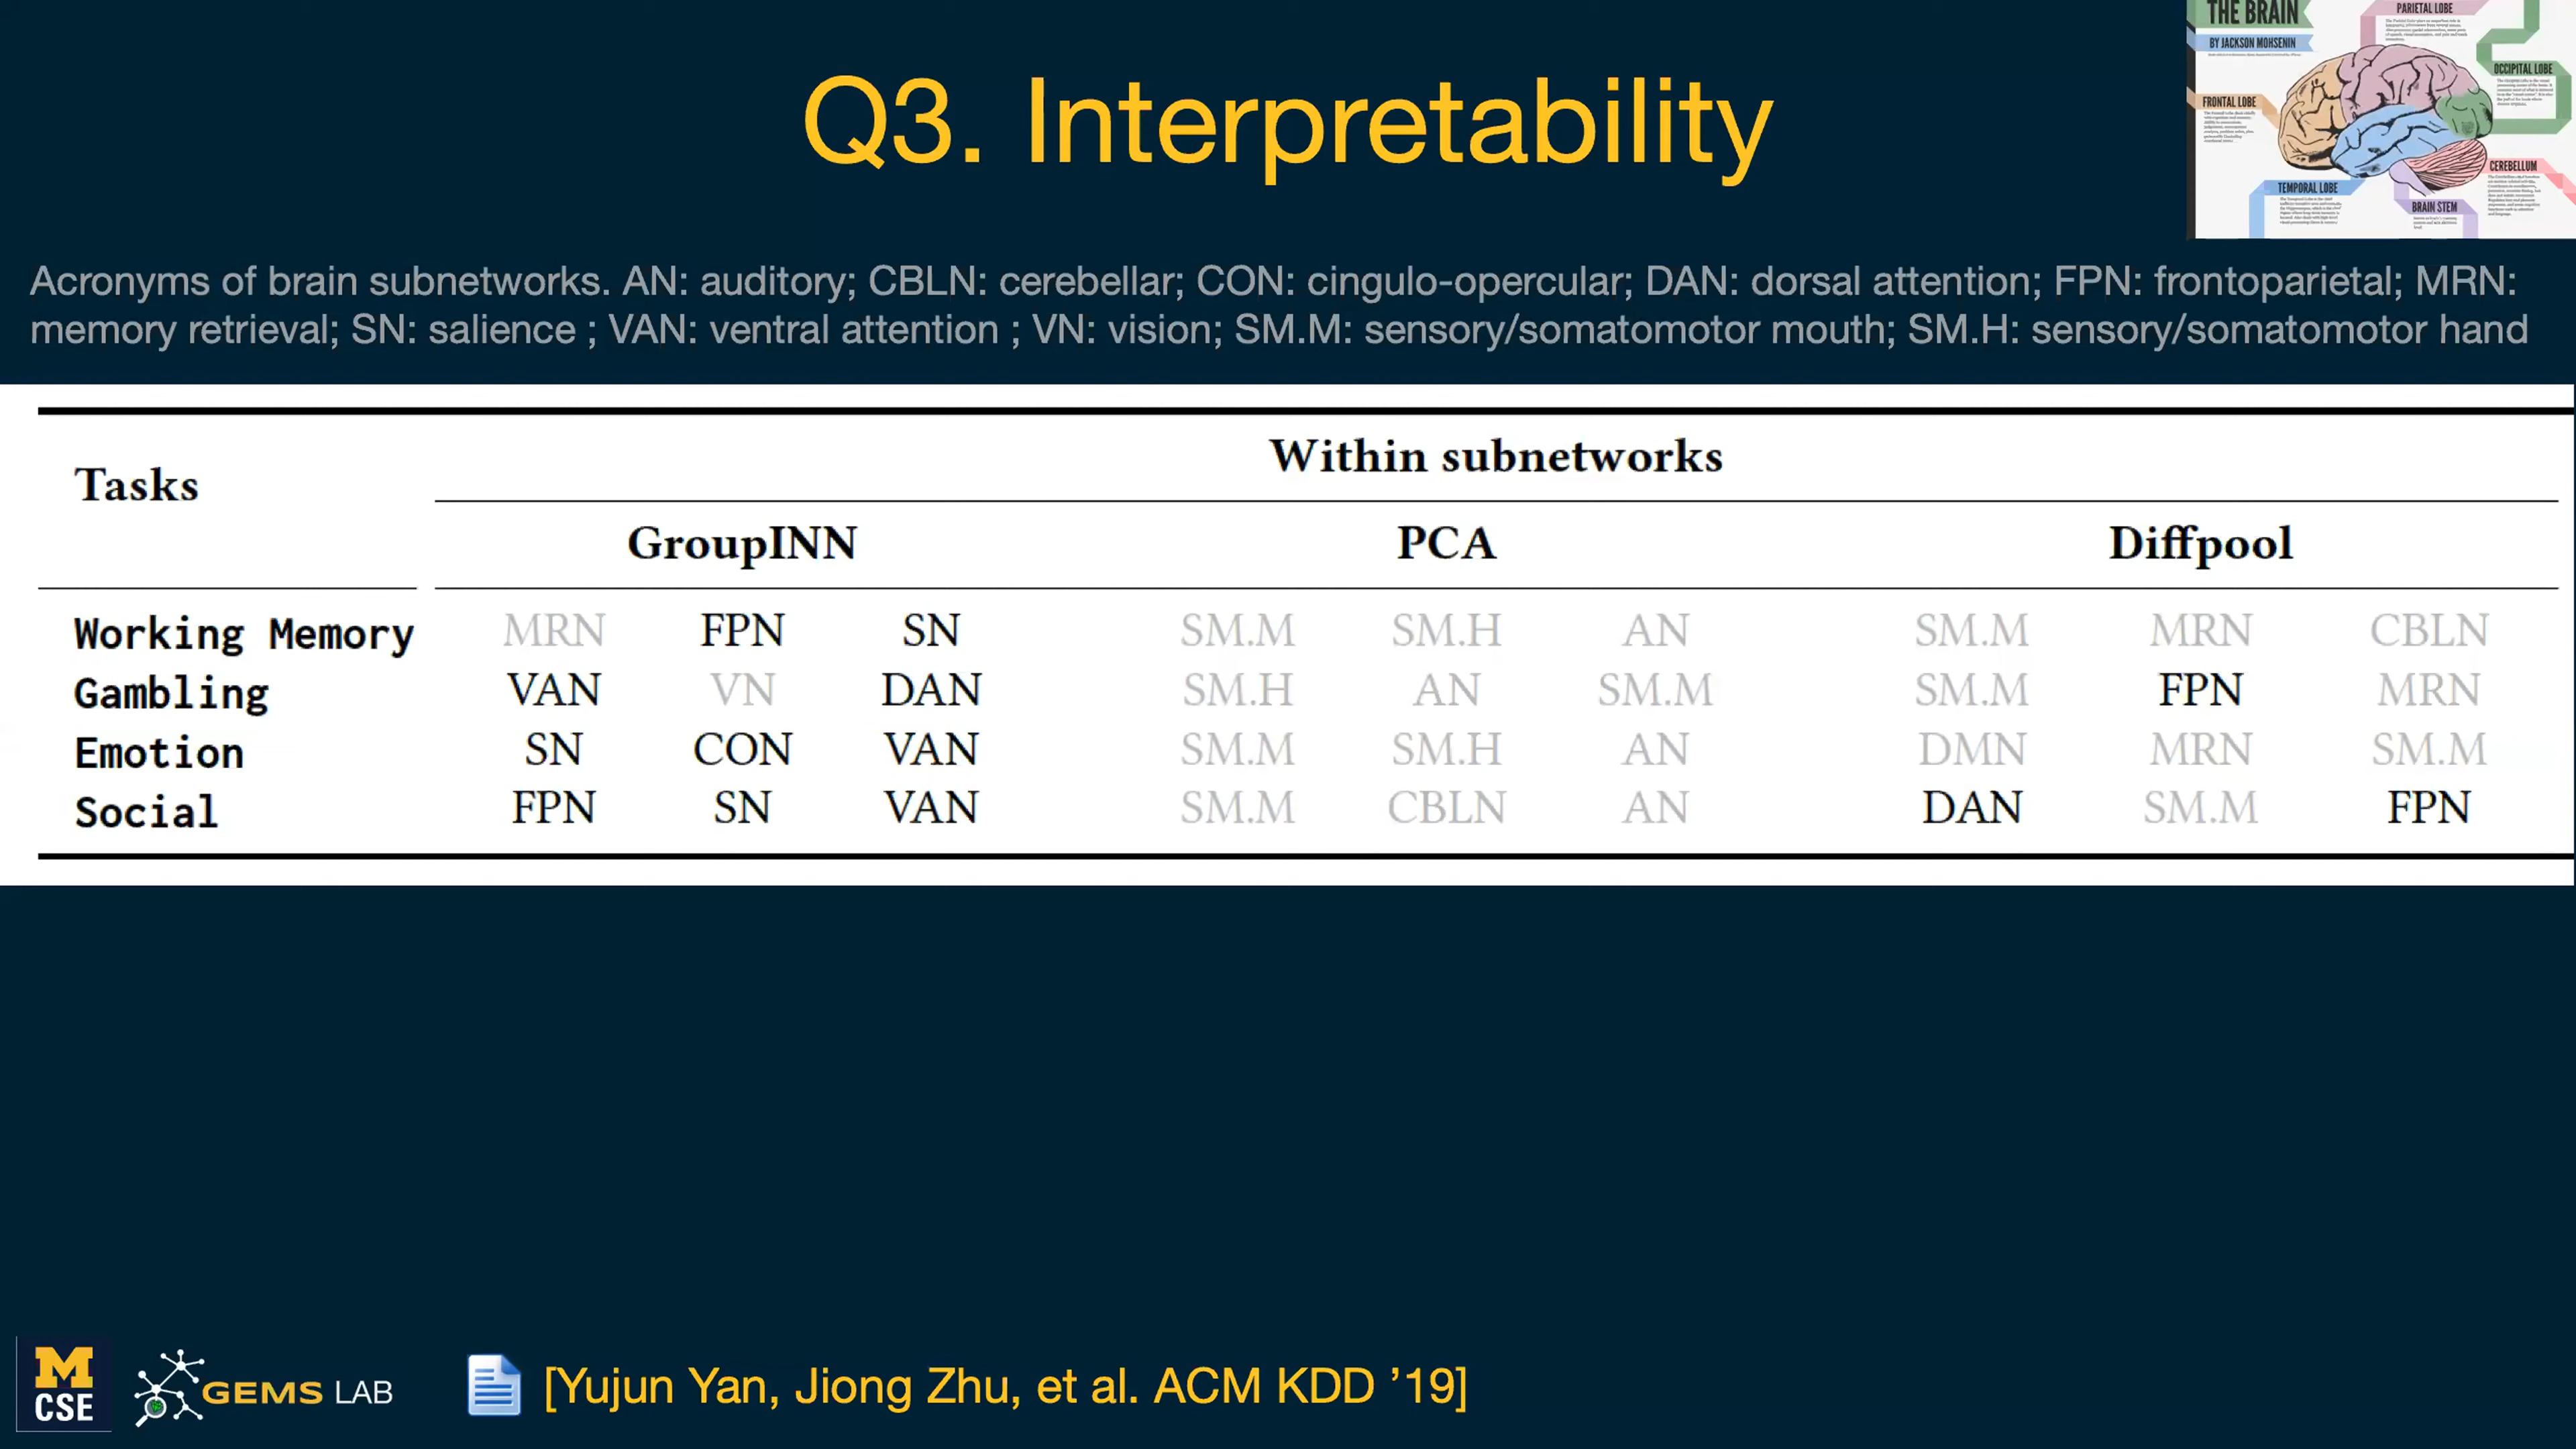 THE BRAIN
BY JACKSON MOHSENIN
PARIETAL LOBE
OCCIPITAL LOBE
FRONTAL LOBE
CEREBELLUM
TEMPORAL LOBE
BRAIN STEM
Q3. Interpretability
Acronyms of brain subnetworks. AN: auditory; CBLN: cerebellar; CON: cingulo-opercular; DAN: dorsal attention; FPN: frontoparietal; MRN:
memory retrieval; SN: salience ; VAN: ventral attention ; VN: vision; SM.M: sensory/somatomotor mouth; SM.H: sensory/somatomotor hand
Tasks Within subnetworks
GroupINN PCA Diffpool
Working Memory MRN FPN SN SM.M SM.H AN SM.M MRN CBLN
Gambling VAN VN DAN SM.H AN SM.M SM.M FPN MRN
Emotion SN CON VAN SM.M SM.H AN DMN MRN SM.M
Social FPN SN VAN SM.M CBLN AN DAN SM.M FPN
M
CSE
GEMS LAB
[Yujun Yan, Jiong Zhu, et al. ACM KDD ’19]